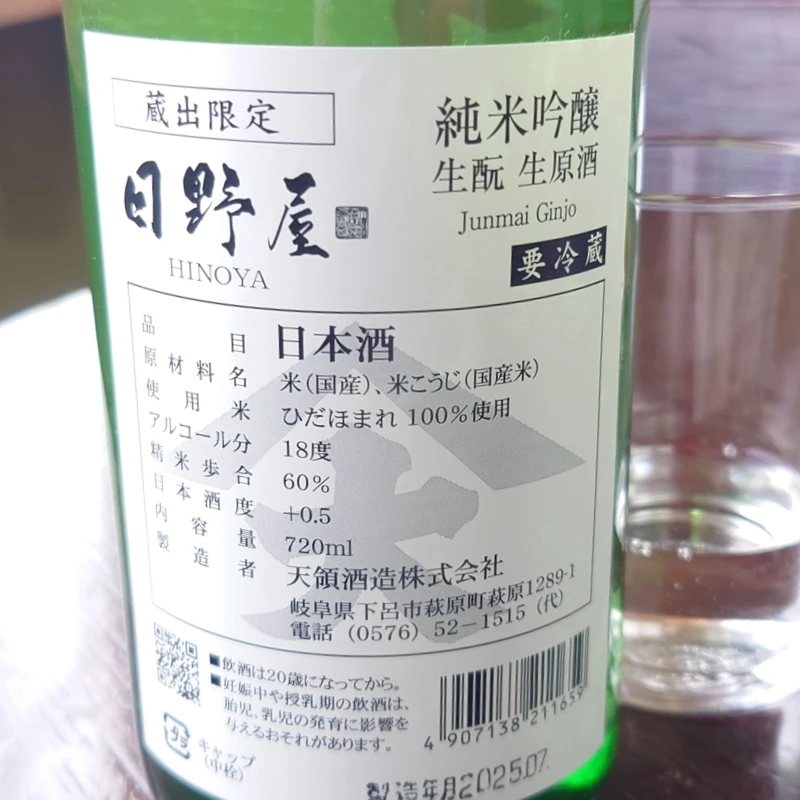 蔵出限定
日野屋
HINOYA
純米吟醸
生酛 生原酒
Junmai Ginjo
要冷蔵
品目 日本酒
原材料名 米(国産)、米こうじ(国産米)
使用米 ひだほまれ 100%使用
アルコール分 18度
精米歩合 60%
日本酒度 +0.5
内容量 720ml
製造者 天領酒造株式会社
岐阜県下呂市萩原町萩原1289-1
電話 (0576) 52-1515 (代)
■飲酒は20歳になってから。
■妊娠中や授乳期の飲酒は、
胎児、乳児の発育に影響を
与えるおそれがあります。
キャップ
(中栓)
4 907138 211659
製造年月2025.07.